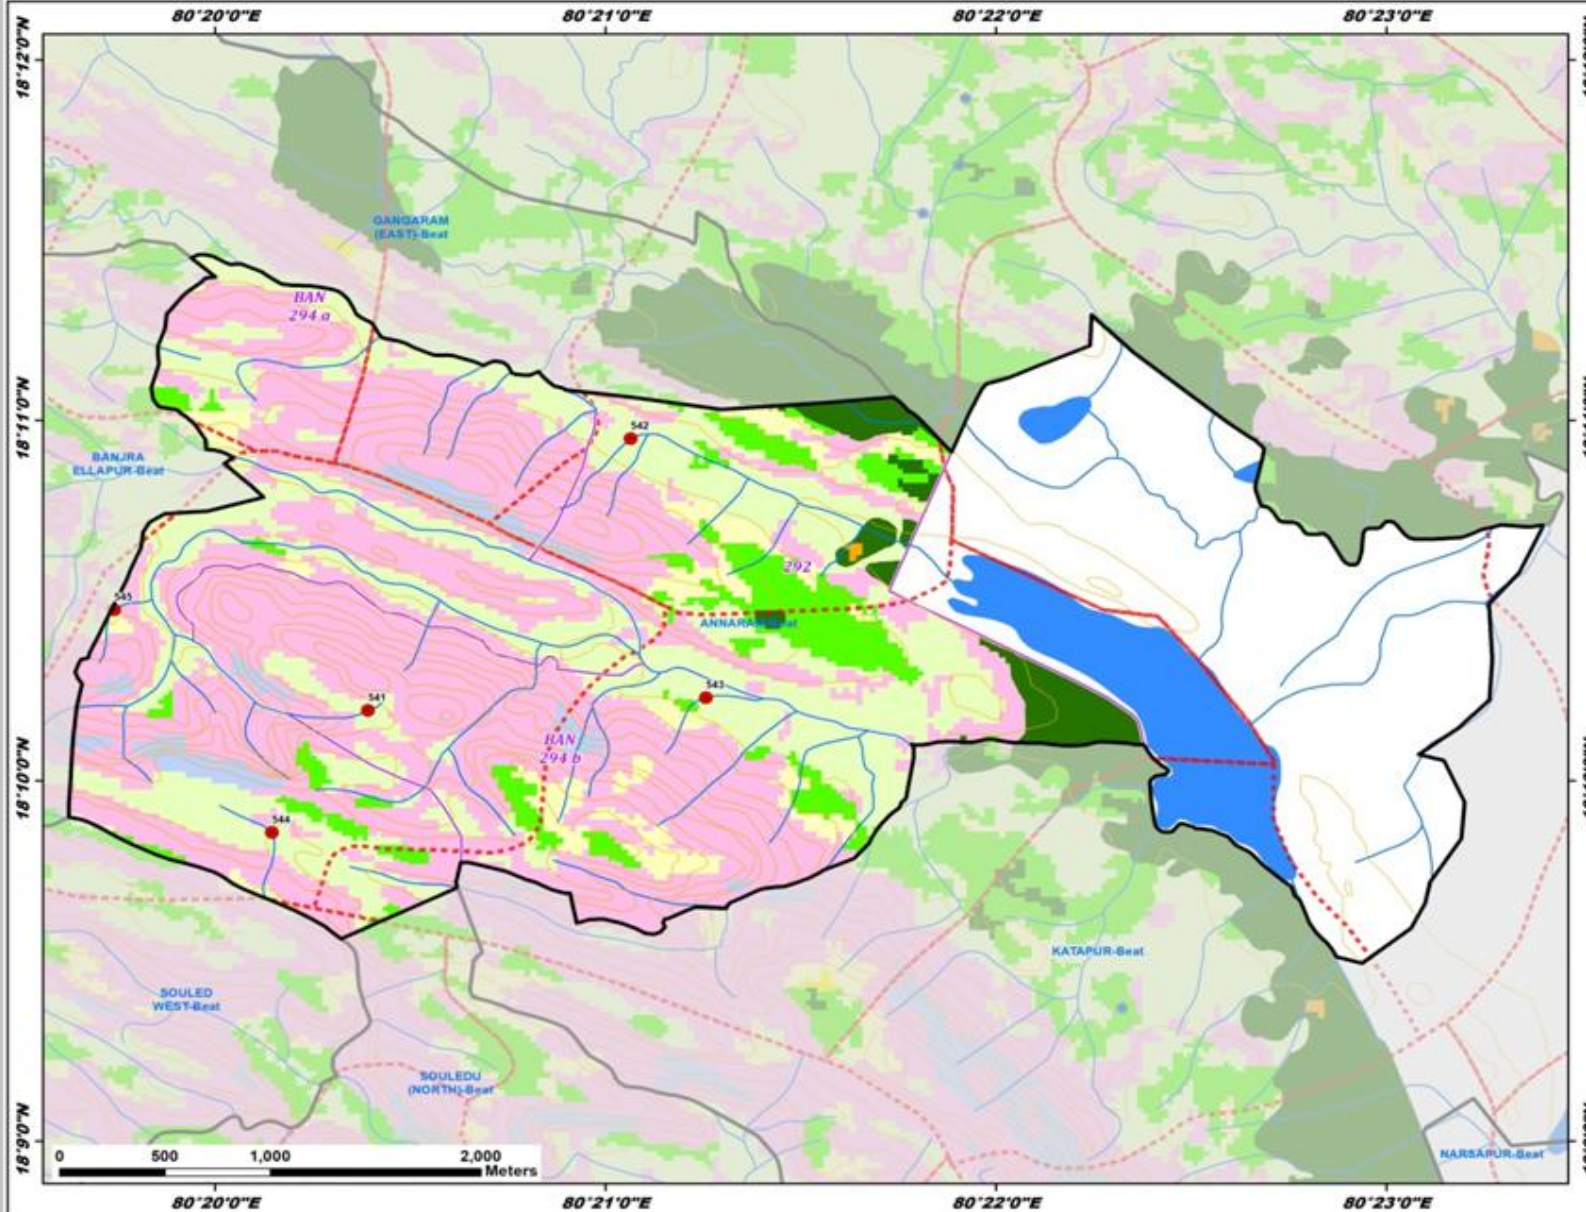 80°20'0"E
80°21'0"E
80°22'0"E
80°23'0"E
18°12'0"N
GANGARAM
(EAST)-Beat
BAN
294 a
18°11'0"N
542
BANJRA
ELLAPUR-Beat
292
545
541
543
BAN
294 b
18°10'0"N
544
KATAPUR-Beat
SOULED
WEST-Beat
SOULEDU
(NORTH)-Beat
18°9'0"N
0 500 1,000 2,000
Meters
NARSAPUR-Beat
80°20'0"E
80°21'0"E
80°22'0"E
80°23'0"E